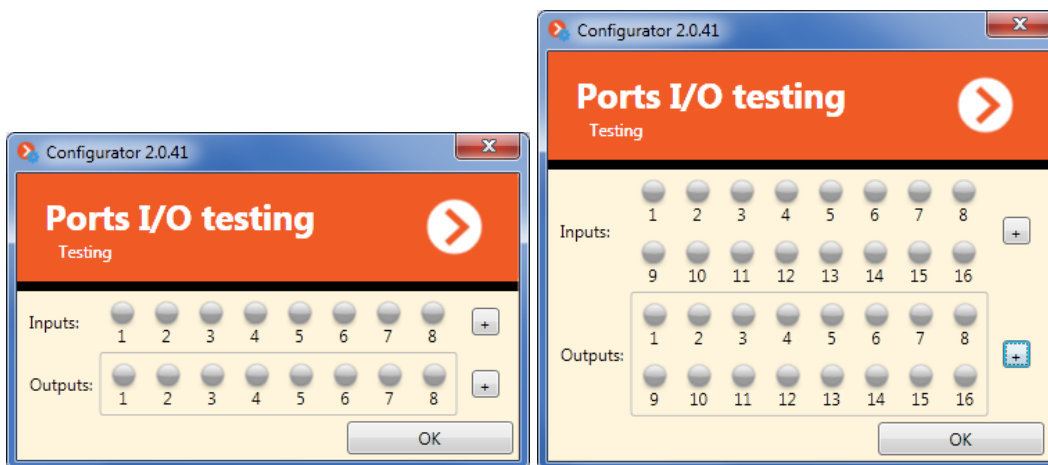 Configurator 2.0.41
Ports I/O testing
Testing
Inputs:
1 2 3 4 5 6 7 8
+
Outputs:
1 2 3 4 5 6 7 8
+
OK
Configurator 2.0.41
Ports I/O testing
Testing
1 2 3 4 5 6 7 8
Inputs:
+
9 10 11 12 13 14 15 16
1 2 3 4 5 6 7 8
Outputs:
+
9 10 11 12 13 14 15 16
OK